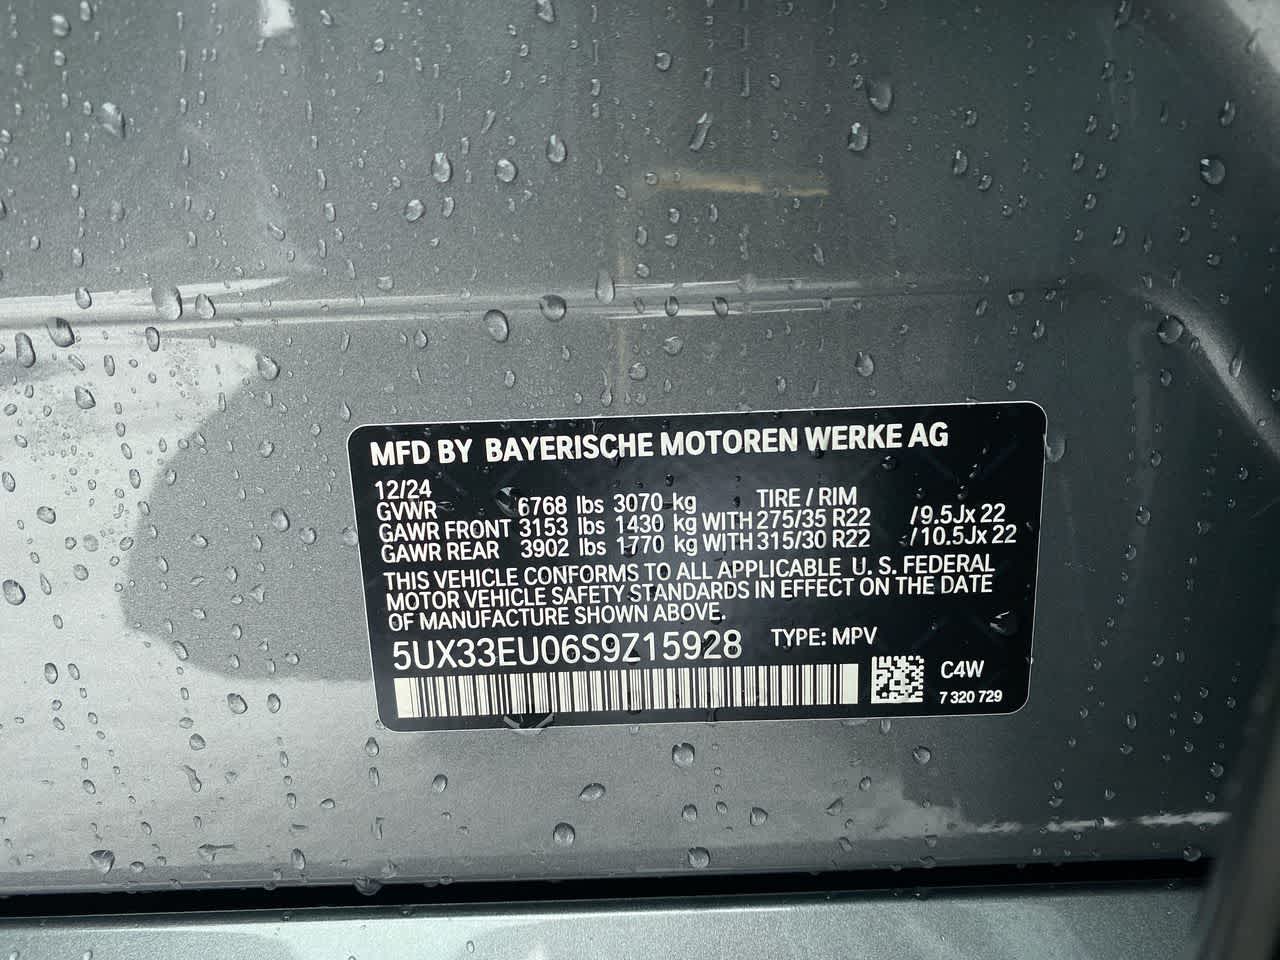 MFD BY BAYERISCHE MOTOREN WERKE AG
12/24
GVWR 6768 lbs 3070 kg TIRE / RIM
GAWR FRONT 3153 lbs 1430 kg WITH 275/35 R22 /9.5Jx 22
GAWR REAR 3902 lbs 1770 kg WITH 315/30 R22 /10.5Jx 22
THIS VEHICLE CONFORMS TO ALL APPLICABLE U. S. FEDERAL
MOTOR VEHICLE SAFETY STANDARDS IN EFFECT ON THE DATE
OF MANUFACTURE SHOWN ABOVE.
5UX33EU06S9Z15928 TYPE: MPV
C4W
7 320 729